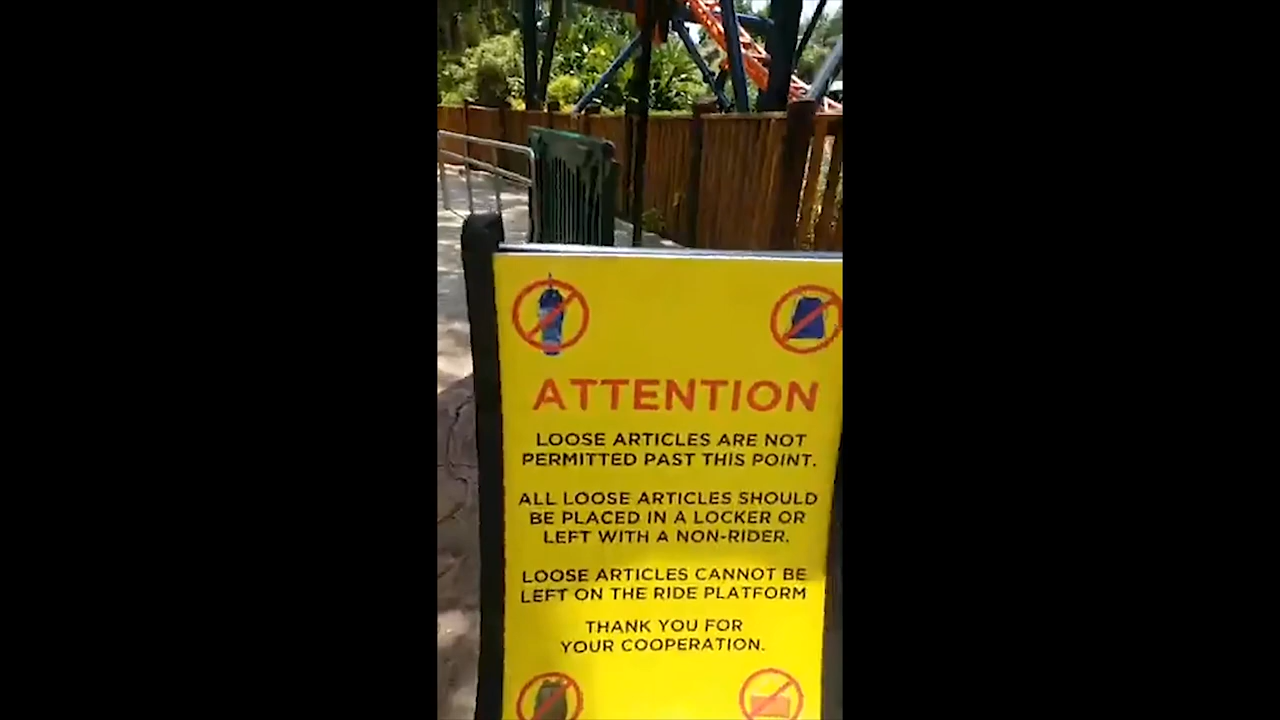 ATTENTION
LOOSE ARTICLES ARE NOT
PERMITTED PAST THIS POINT.
ALL LOOSE ARTICLES SHOULD
BE PLACED IN A LOCKER OR
LEFT WITH A NON-RIDER.
LOOSE ARTICLES CANNOT BE
LEFT ON THE RIDE PLATFORM
THANK YOU FOR
YOUR COOPERATION.